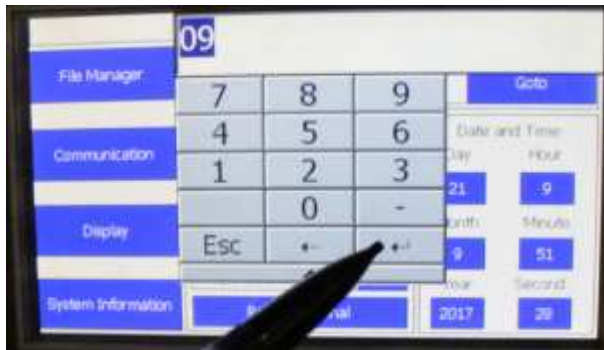 09
File Manager
Communication
Display
System Information
7 8 9
4 5 6
1 2 3
0 -
Esc ← ↵
Goto
Date and Time
Day Hour
21 9
Month Minute
9 51
Year Second
2017 28